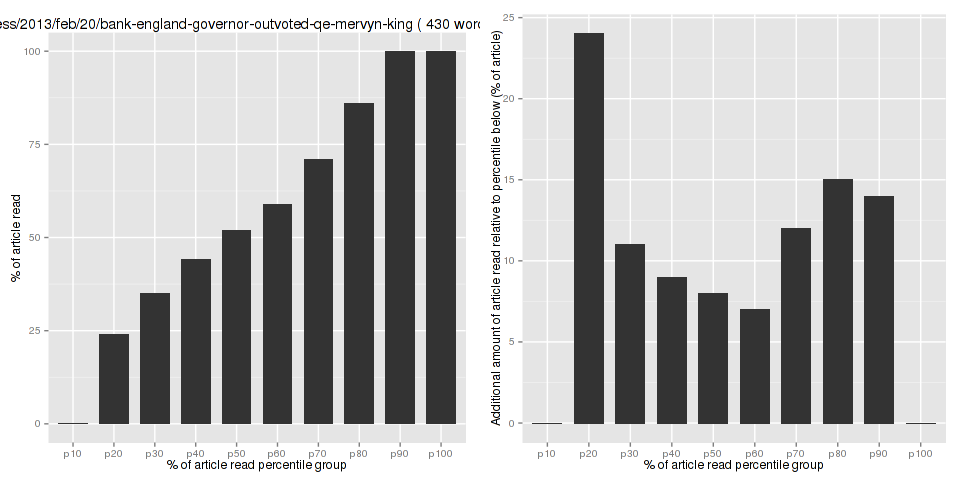 ess/2013/feb/20/bank-england-governor-outvoted-qe-mervyn-king ( 430 wor
100
75
50
25
0
% of article read
p10 p20 p30 p40 p50 p60 p70 p80 p90 p100
% of article read percentile group
25
20
15
10
5
0
Additional amount of article read relative to percentile below (% of article)
p10 p20 p30 p40 p50 p60 p70 p80 p90 p100
% of article read percentile group